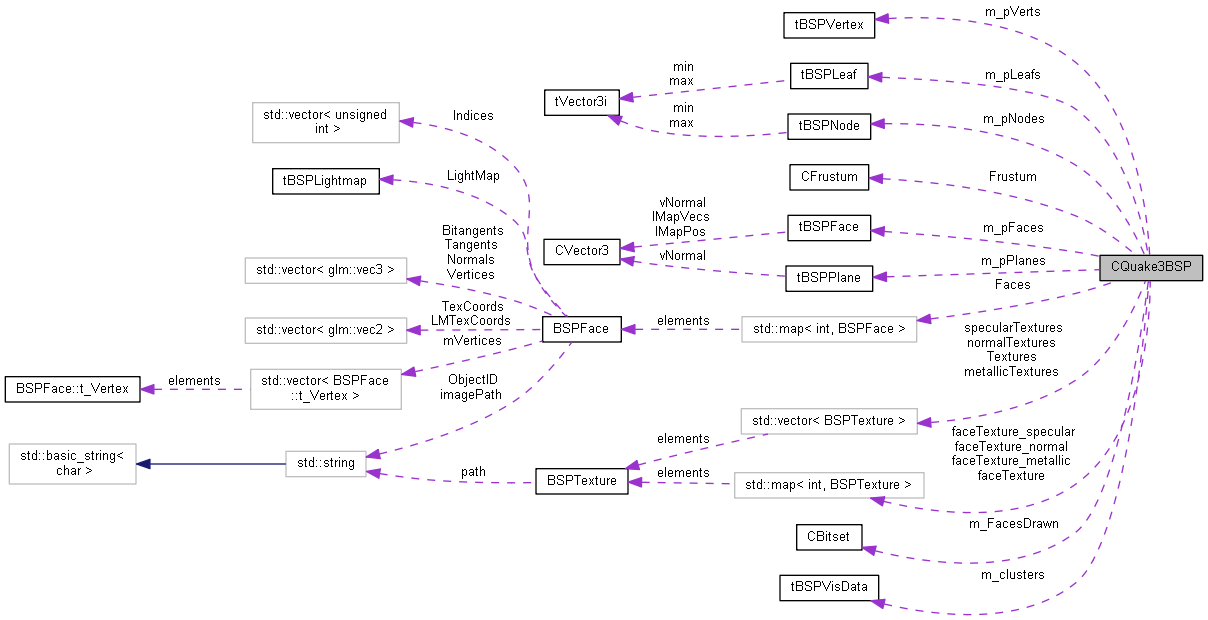 m_pVerts
tBSPVertex
min
max
tBSPLeaf
m_pLeafs
tVector3i
min
max
std::vector< unsigned
int >
Indices
tBSPNode
m_pNodes
LightMap
tBSPLightmap
CFrustum
Frustum
vNormal
lMapVecs
lMapPos
tBSPFace
m_pFaces
Bitangents
Tangents
Normals
Vertices
CVector3
vNormal
CQuake3BSP
std::vector< glm::vec3 >
tBSPPlane
m_pPlanes
Faces
TexCoords
LMTexCoords
std::vector< glm::vec2 >
BSPFace
elements
std::map< int, BSPFace >
mVertices
specularTextures
normalTextures
Textures
metallicTextures
BSPFace::t_Vertex
elements
std::vector< BSPFace
::t_Vertex >
ObjectID
imagePath
std::vector< BSPTexture >
elements
faceTexture_specular
faceTexture_normal
faceTexture_metallic
faceTexture
std::basic_string<
char >
std::string
path
BSPTexture
elements
std::map< int, BSPTexture >
m_FacesDrawn
CBitset
m_clusters
tBSPVisData